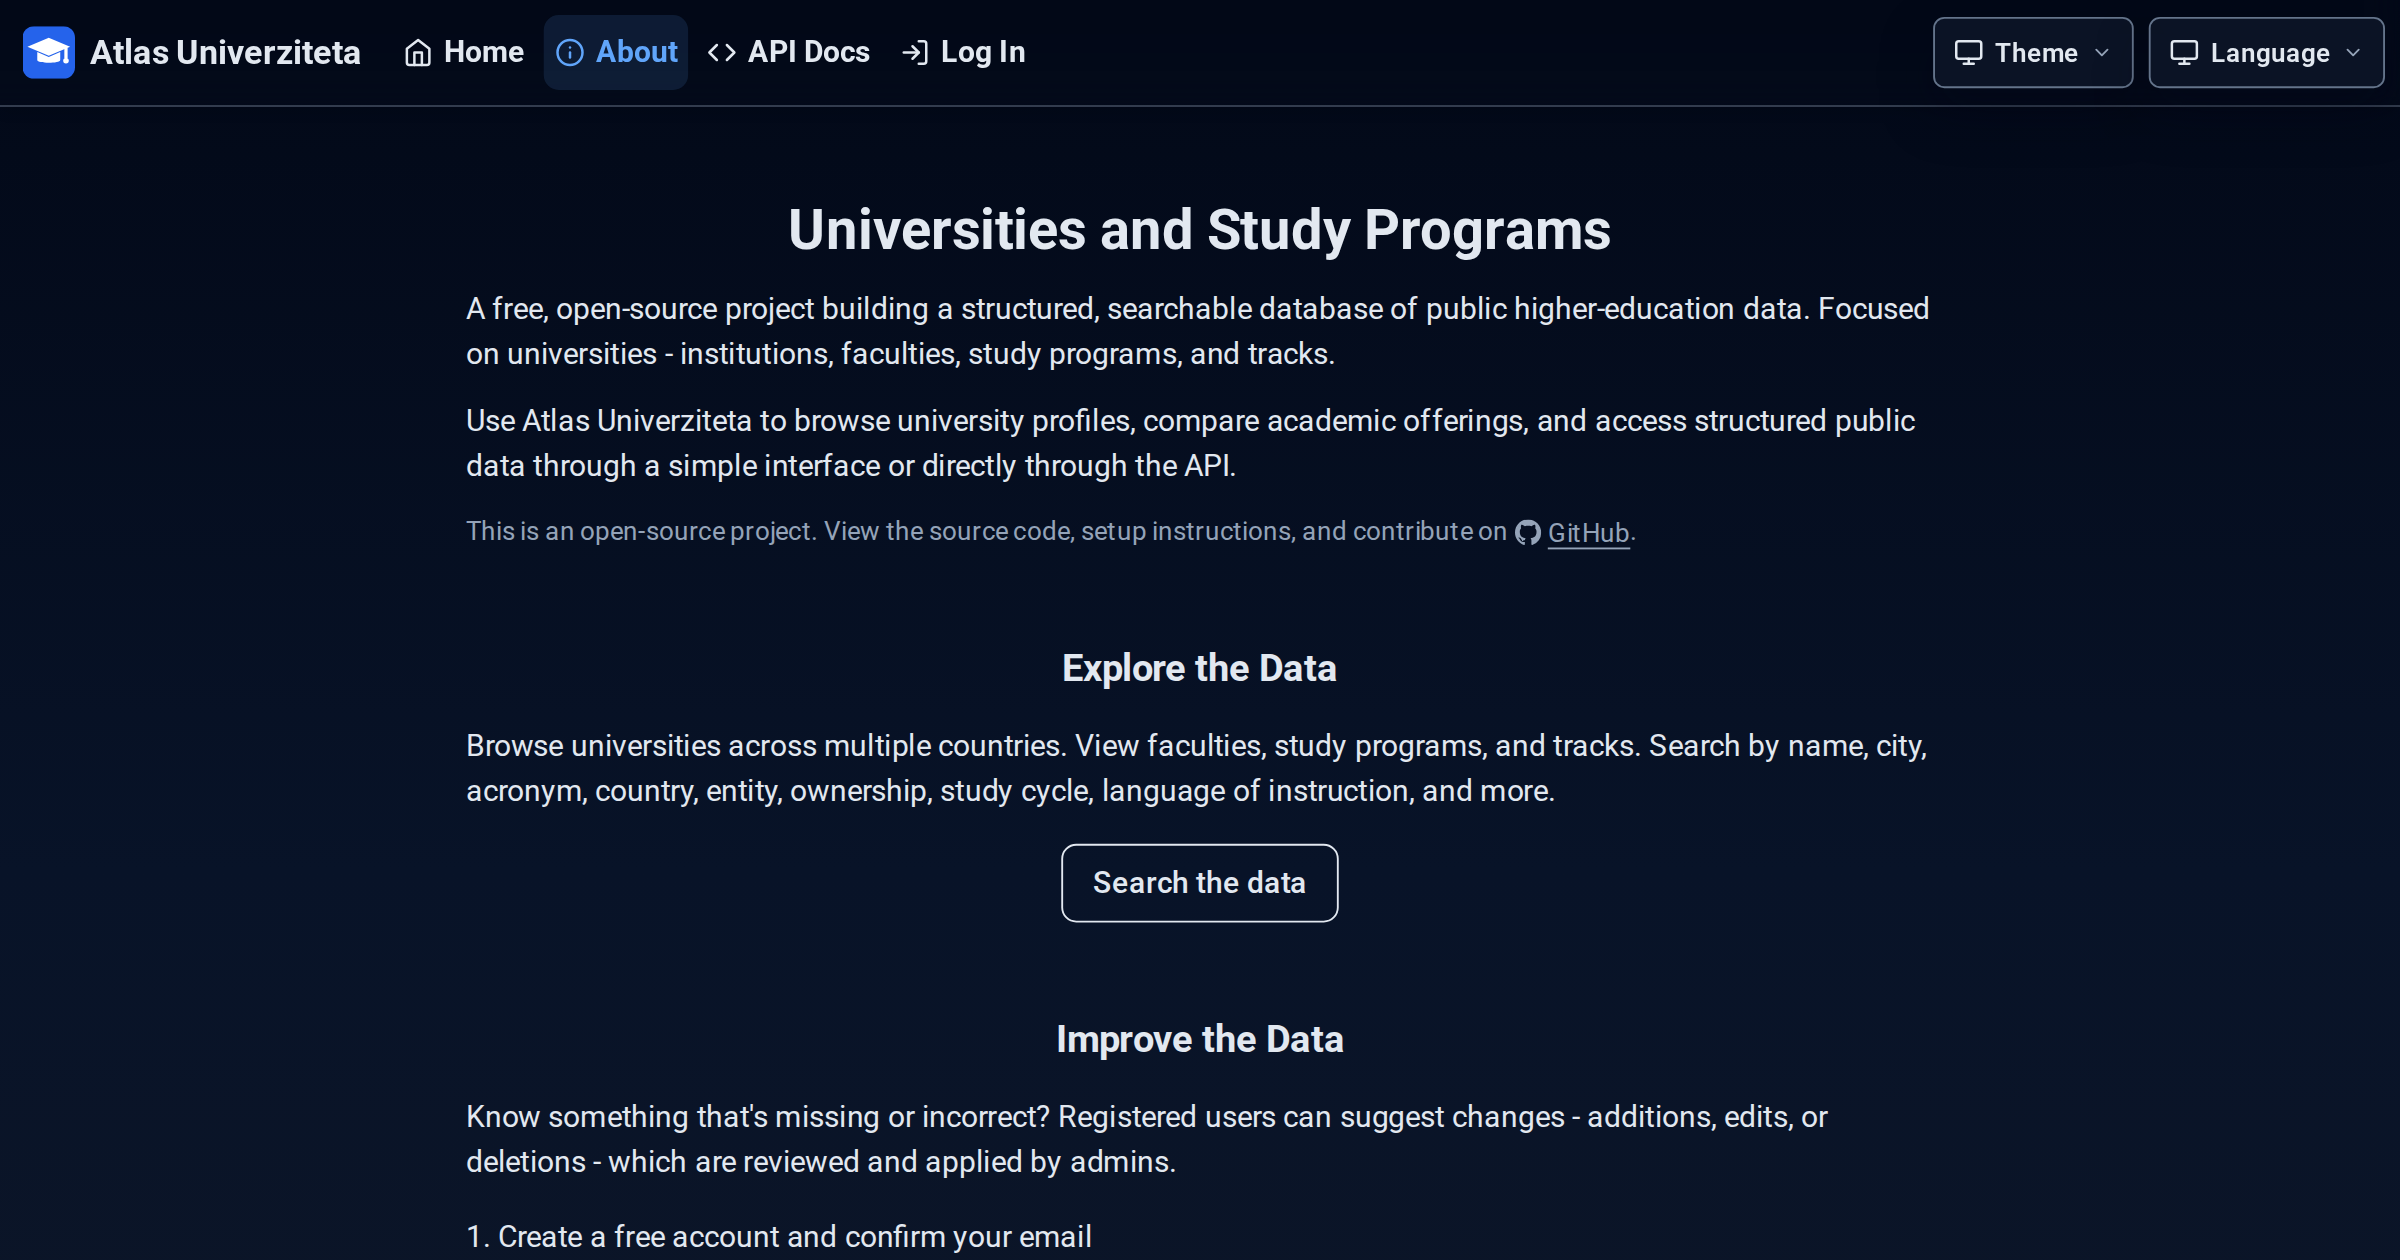 Atlas Univerziteta
Home
About
API Docs
Log In
Theme
Language
Universities and Study Programs
A free, open-source project building a structured, searchable database of public higher-education data. Focused
on universities - institutions, faculties, study programs, and tracks.
Use Atlas Univerziteta to browse university profiles, compare academic offerings, and access structured public
data through a simple interface or directly through the API.
This is an open-source project. View the source code, setup instructions, and contribute on GitHub.
Explore the Data
Browse universities across multiple countries. View faculties, study programs, and tracks. Search by name, city,
acronym, country, entity, ownership, study cycle, language of instruction, and more.
Search the data
Improve the Data
Know something that's missing or incorrect? Registered users can suggest changes - additions, edits, or
deletions - which are reviewed and applied by admins.
1. Create a free account and confirm your email